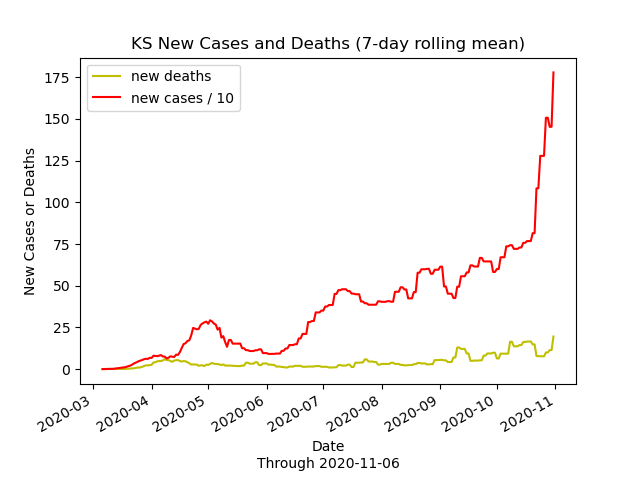 KS New Cases and Deaths (7-day rolling mean)
new deaths
new cases / 10
New Cases or Deaths
175
150
125
100
75
50
25
0
2020-03
2020-04
2020-05
2020-06
2020-07
2020-08
2020-09
2020-10
2020-11
Date
Through 2020-11-06